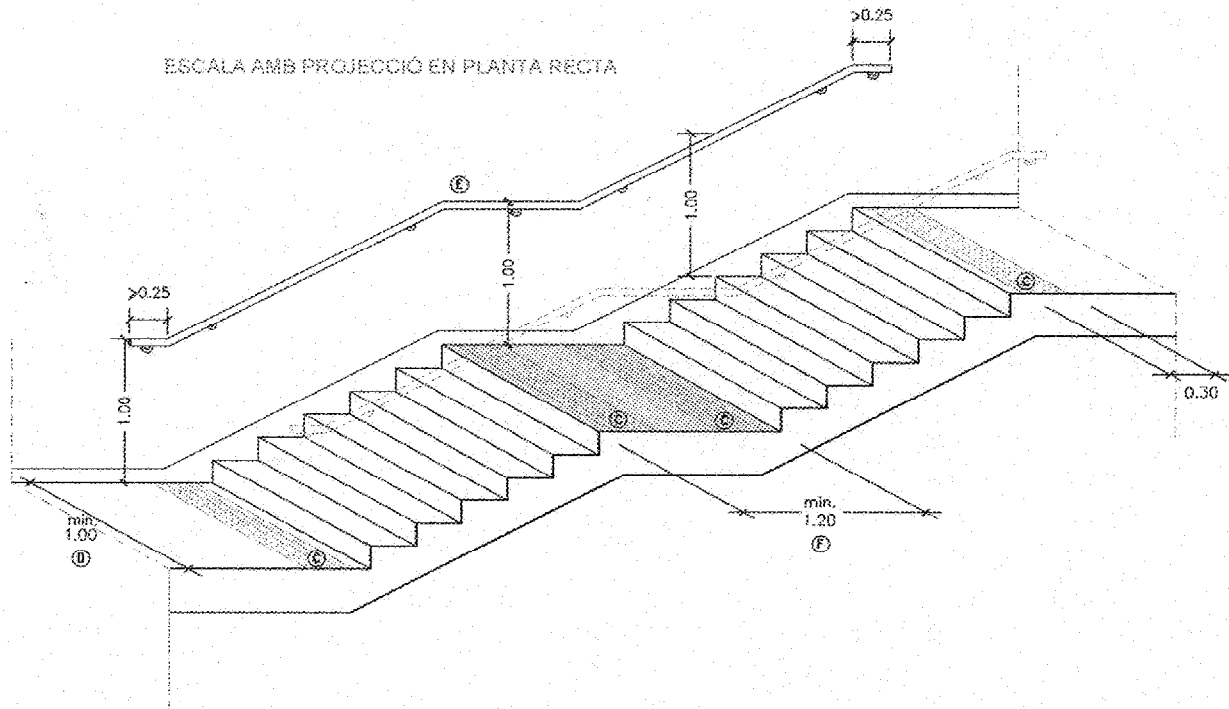 >0.25
ESCALA AMB PROJECCIÓ EN PLANTA RECTA
E
1.00
1.00
>0.25
C
1.00
0.30
C C
min.
1.00
D
min.
1.20
F
C